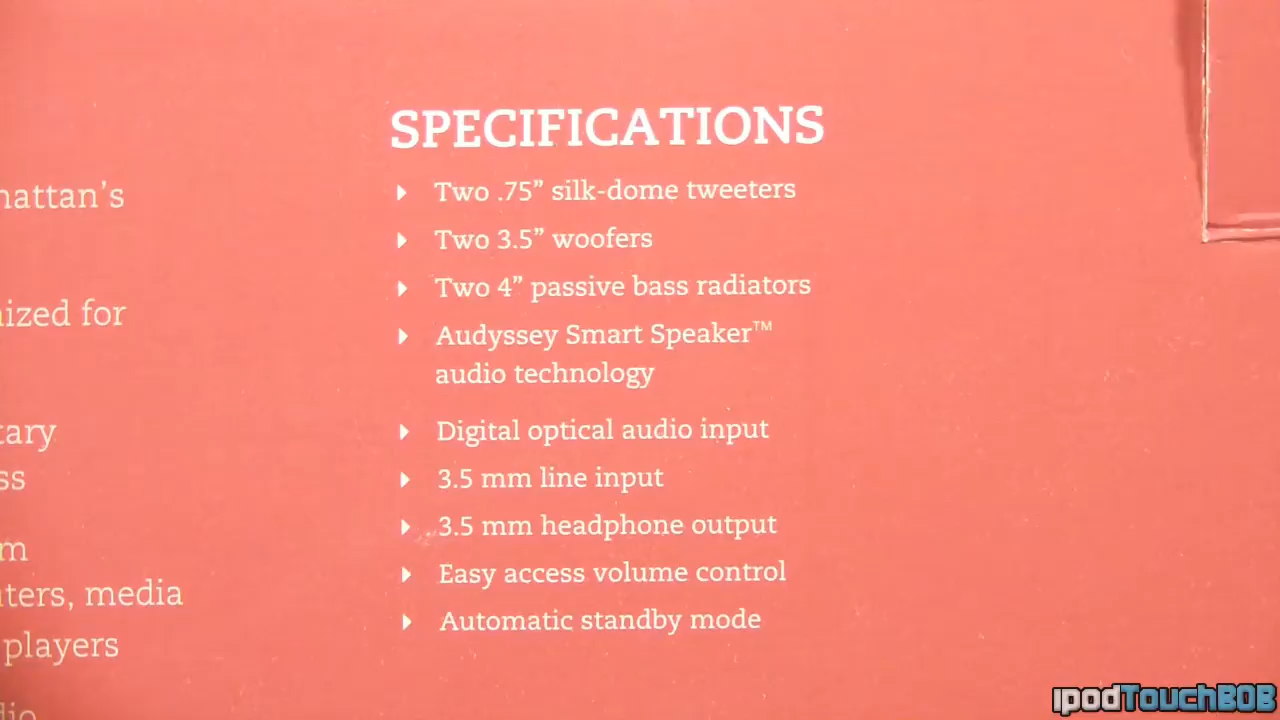 SPECIFICATIONS
Two .75” silk-dome tweeters
Two 3.5” woofers
Two 4” passive bass radiators
Audyssey Smart Speaker™
audio technology
Digital optical audio input
3.5 mm line input
3.5 mm headphone output
Easy access volume control
Automatic standby mode
hattan's
ized for
tary
ss
m
ters, media
players
dio
ipodTouchBOB